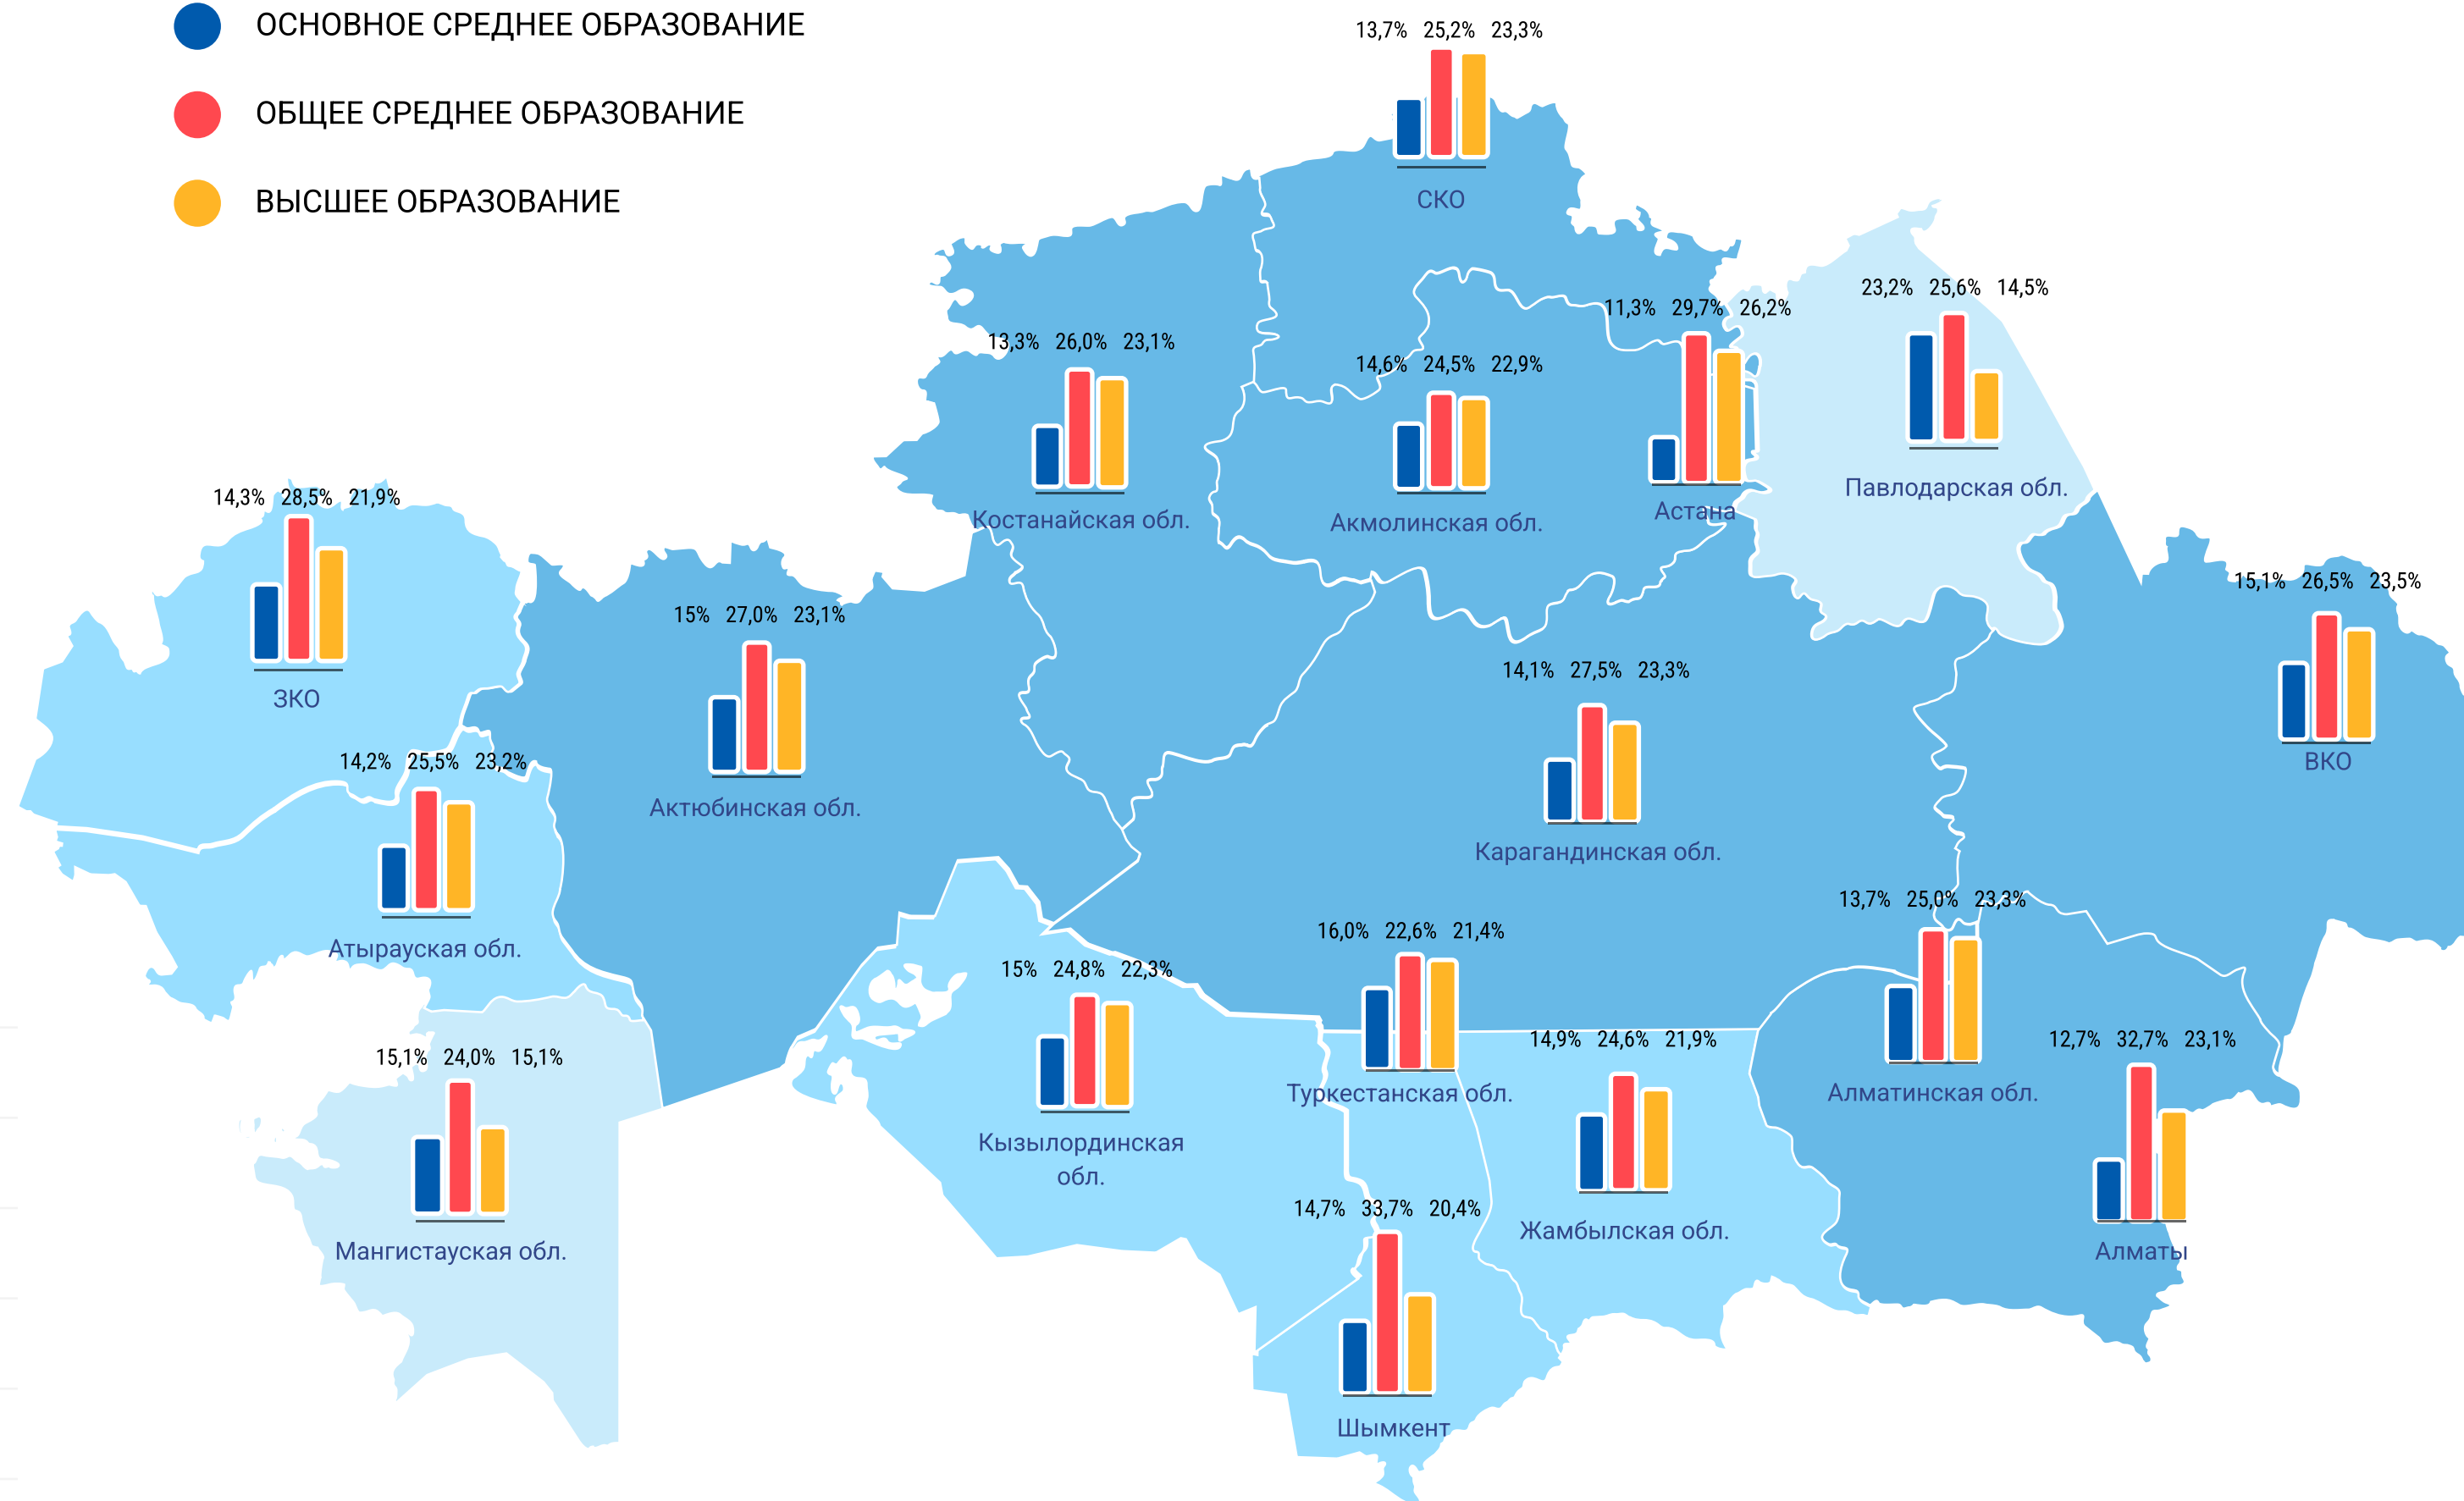 ОСНОВНОЕ СРЕДНЕЕ ОБРАЗОВАНИЕ
ОБЩЕЕ СРЕДНЕЕ ОБРАЗОВАНИЕ
ВЫСШЕЕ ОБРАЗОВАНИЕ
13,7% 25,2% 23,3%
СКО
23,2% 25,6% 14,5%
Павлодарская обл.
11,3% 29,7% 26,2%
Астана
13,3% 26,0% 23,1%
Костанайская обл.
14,6% 24,5% 22,9%
Акмолинская обл.
14,3% 28,5% 21,9%
ЗКО
15,1% 26,5% 23,5%
ВКО
15% 27,0% 23,1%
Актюбинская обл.
14,1% 27,5% 23,3%
Карагандинская обл.
14,2% 25,5% 23,2%
Атырауская обл.
13,7% 25,0% 23,3%
Алматинская обл.
16,0% 22,6% 21,4%
Туркестанская обл.
15% 24,8% 22,3%
Кызылординская
обл.
14,9% 24,6% 21,9%
Жамбылская обл.
12,7% 32,7% 23,1%
Алматы
15,1% 24,0% 15,1%
Мангистауская обл.
14,7% 33,7% 20,4%
Шымкент